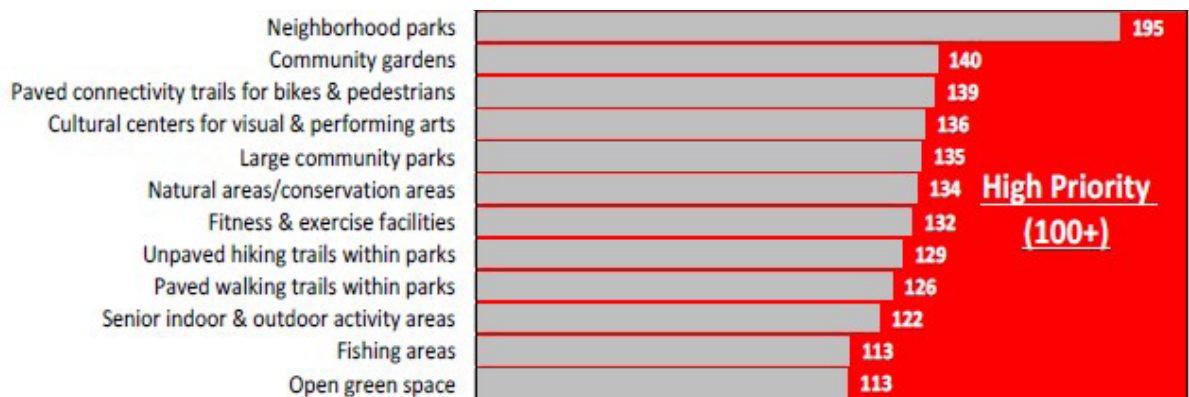 Neighborhood parks 195
Community gardens 140
Paved connectivity trails for bikes & pedestrians 139
Cultural centers for visual & performing arts 136
Large community parks 135
Natural areas/conservation areas 134
High Priority
Fitness & exercise facilities 132
(100+)
Unpaved hiking trails within parks 129
Paved walking trails within parks 126
Senior indoor & outdoor activity areas 122
Fishing areas 113
Open green space 113